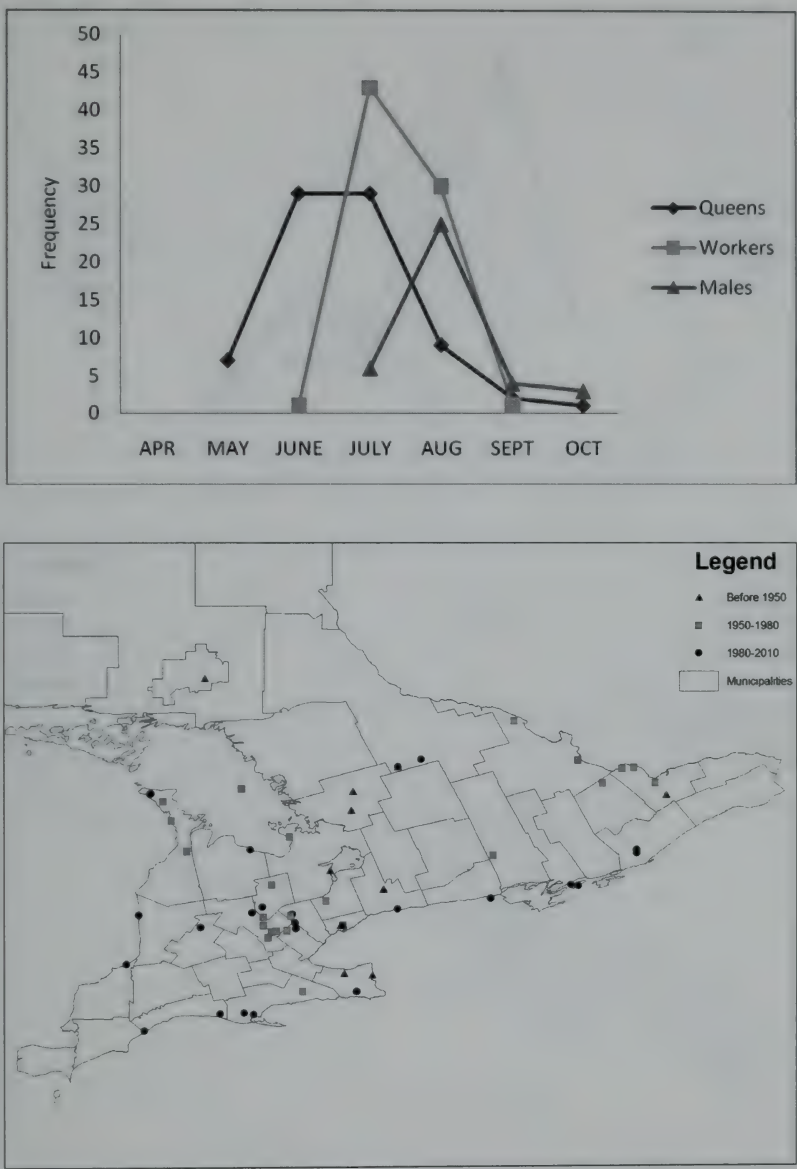 50
45
40
35
30
25
20
15
10
5
0
Frequency
APR MAY JUNE JULY AUG SEPT OCT
Queens
Workers
Males
Legend
Before 1950
1950-1980
1980-2010
Municipalities